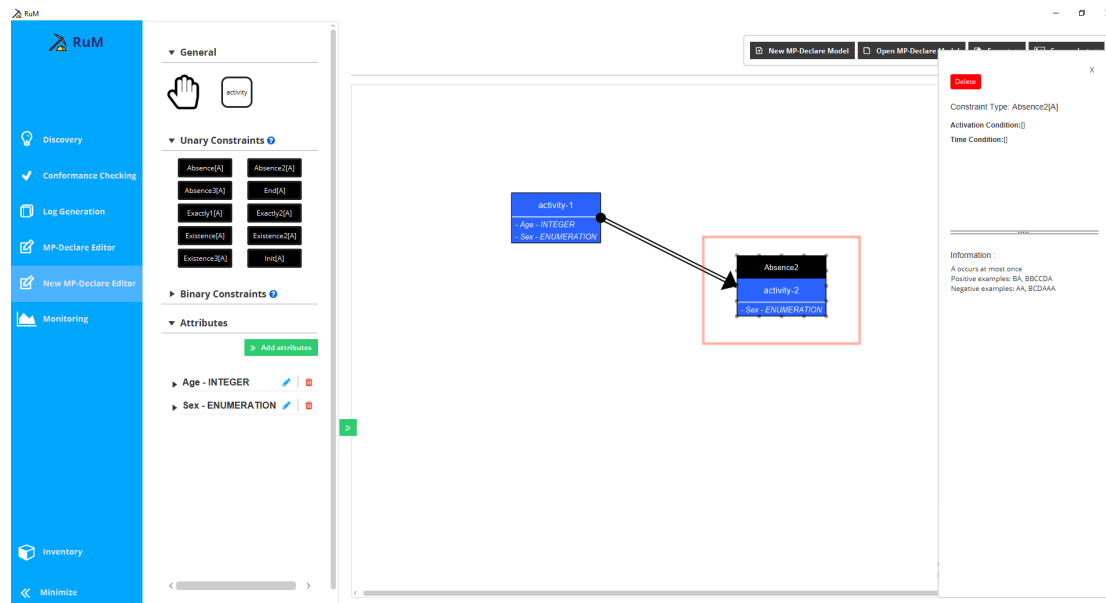 RuM
RuM
Discovery
Conformance Checking
Log Generation
MP-Declare Editor
New MP-Declare Editor
Monitoring
Inventory
Minimize
General
activity
Unary Constraints
Absence[A]
Absence2[A]
Absence3[A]
End[A]
Exactly1[A]
Exactly2[A]
Existence[A]
Existence2[A]
Existence3[A]
Init[A]
Binary Constraints
Attributes
» Add attributes
Age - INTEGER
Sex - ENUMERATION
New MP-Declare Model
Open MP-Declare
activity-1
- Age - INTEGER
- Sex - ENUMERATION
Absence2
activity-2
- Sex - ENUMERATION
X
Delete
Constraint Type: Absence2[A]
Activation Condition:[]
Time Condition:[]
Information :
A occurs at most once
Positive examples: BA, BBCCDA
Negative examples: AA, BCDAAA